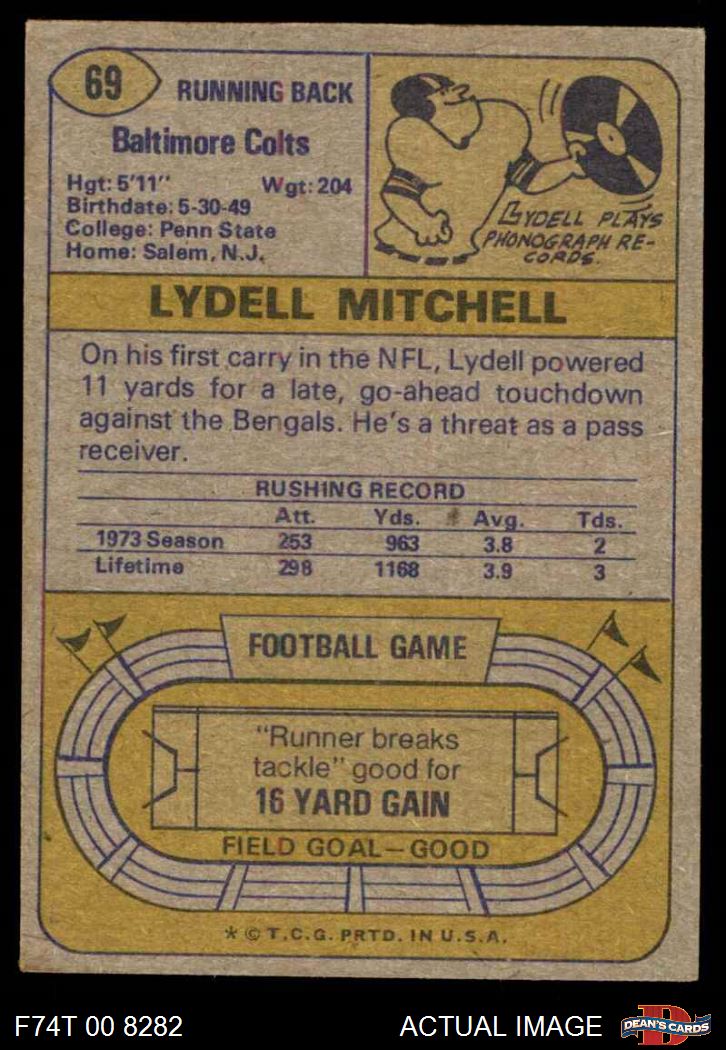 69
RUNNING BACK
Baltimore Colts
Hgt: 5'11" Wgt: 204
Birthdate: 5-30-49
College: Penn State
Home: Salem, N.J.
LYDELL PLAYS
PHONOGRAPH RE-
CORDS.
LYDELL MITCHELL
On his first carry in the NFL, Lydell powered
11 yards for a late, go-ahead touchdown
against the Bengals. He's a threat as a pass
receiver.
RUSHING RECORD
Att. Yds. Avg. Tds.
1973 Season 253 963 3.8 2
Lifetime 298 1168 3.9 3
FOOTBALL GAME
"Runner breaks
tackle" good for
16 YARD GAIN
FIELD GOAL—GOOD
* © T.C.G. PRTD. IN U.S.A.
F74T 00 8282 ACTUAL IMAGE
D
DEAN'S CARDS